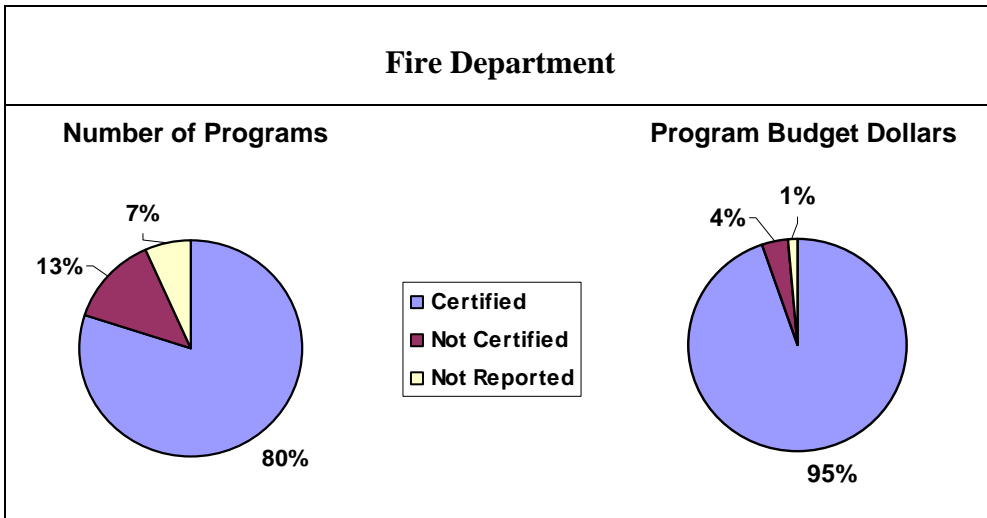 Fire Department
Number of Programs
7%
13%
80%
Certified
Not Certified
Not Reported
Program Budget Dollars
1%
4%
95%